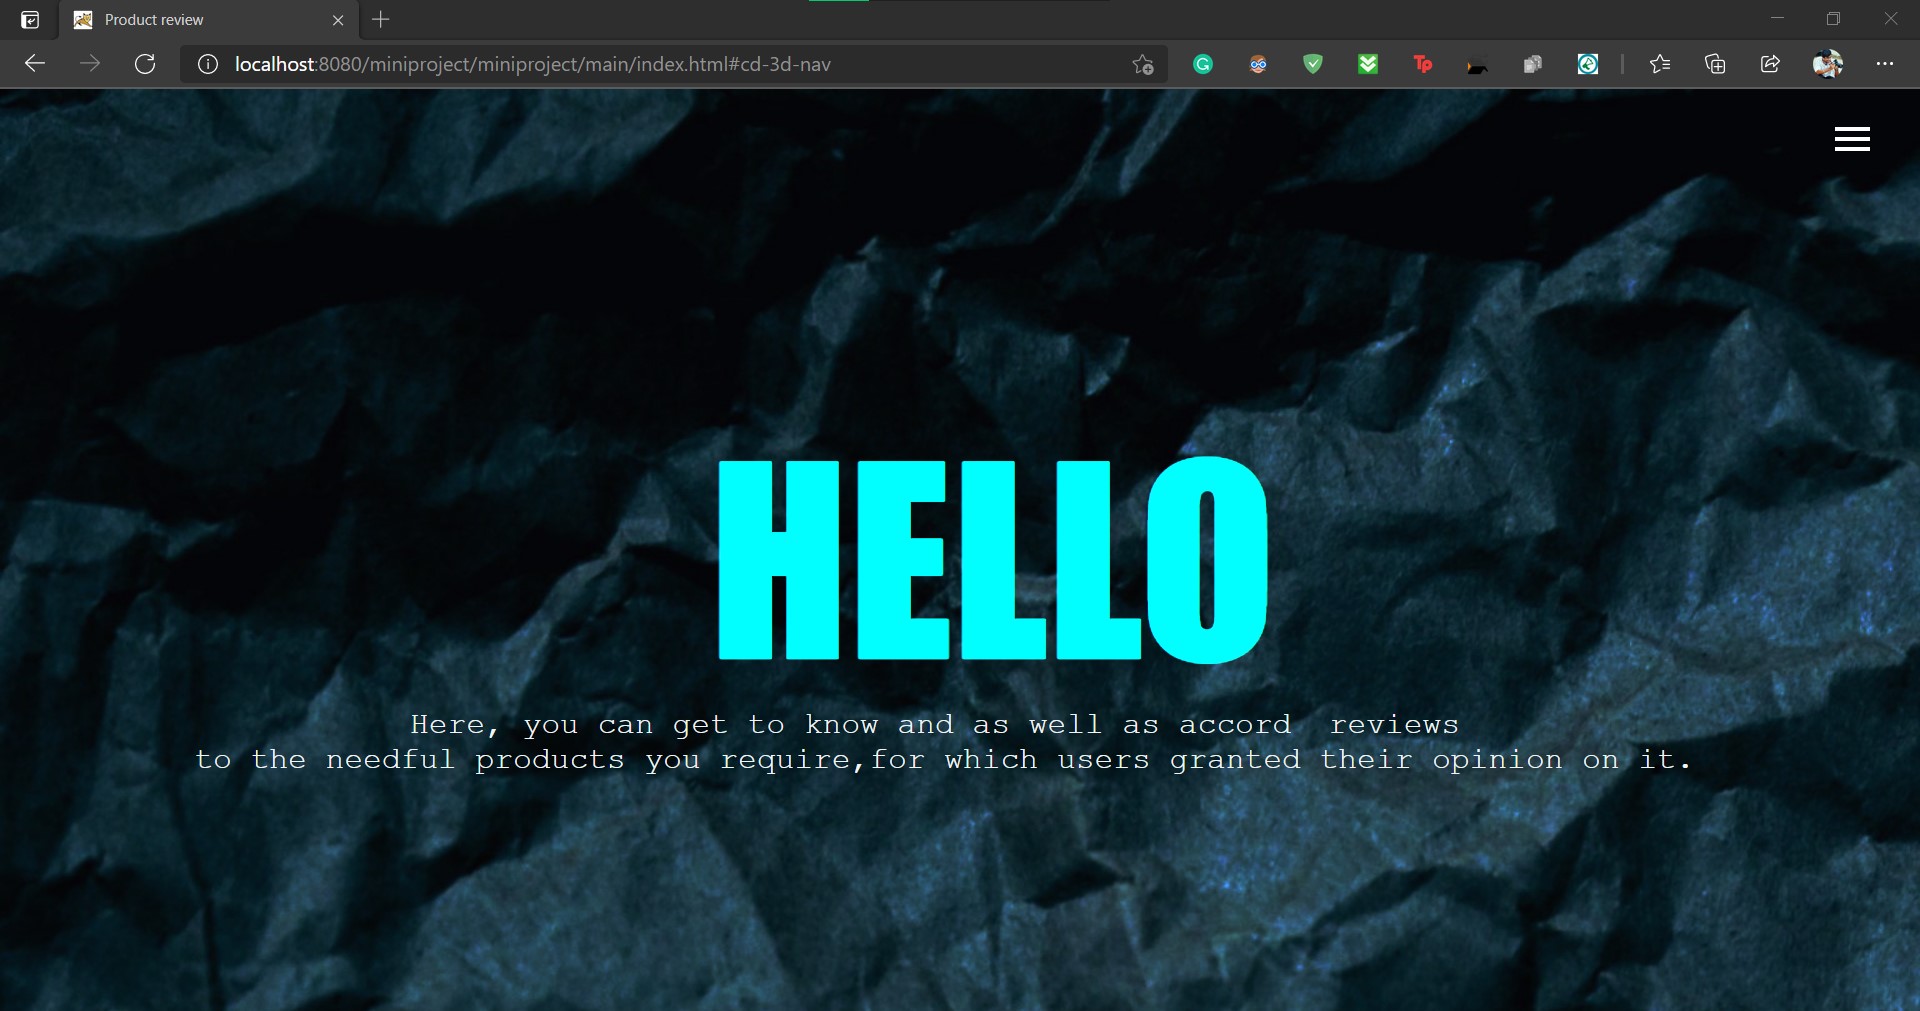 Product review
localhost:8080/miniproject/miniproject/main/index.html#cd-3d-nav
Tp
HELLO
Here, you can get to know and as well as accord  reviews
to the needful products you require,for which users granted their opinion on it.